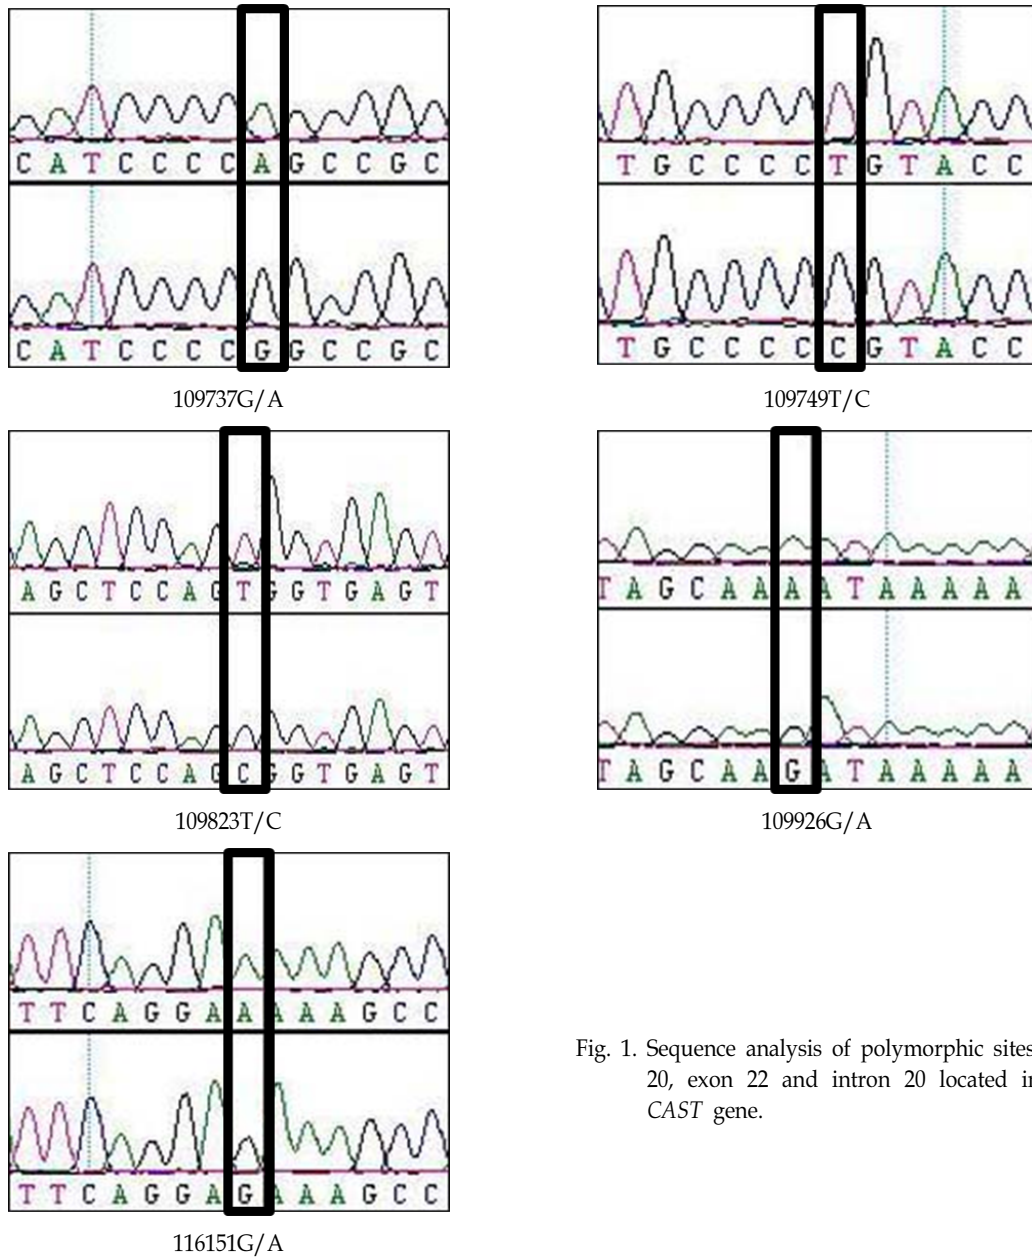 C A T C C C C A G C C G C
C A T C C C C G G C C G C
109737G/A
T G C C C C T G T A C C
T G C C C C C G T A C C
109749T/C
A G C T C C A G T G G T G A G T
A G C T C C A G C G G T G A G T
109823T/C
T A G C A A A A T A A A A A
T A G C A A G A T A A A A A
109926G/A
T T C A G G A A A A A G C C
T T C A G G A G A A A G C C
116151G/A
Fig. 1. Sequence analysis of polymorphic sites
20, exon 22 and intron 20 located in
CAST gene.